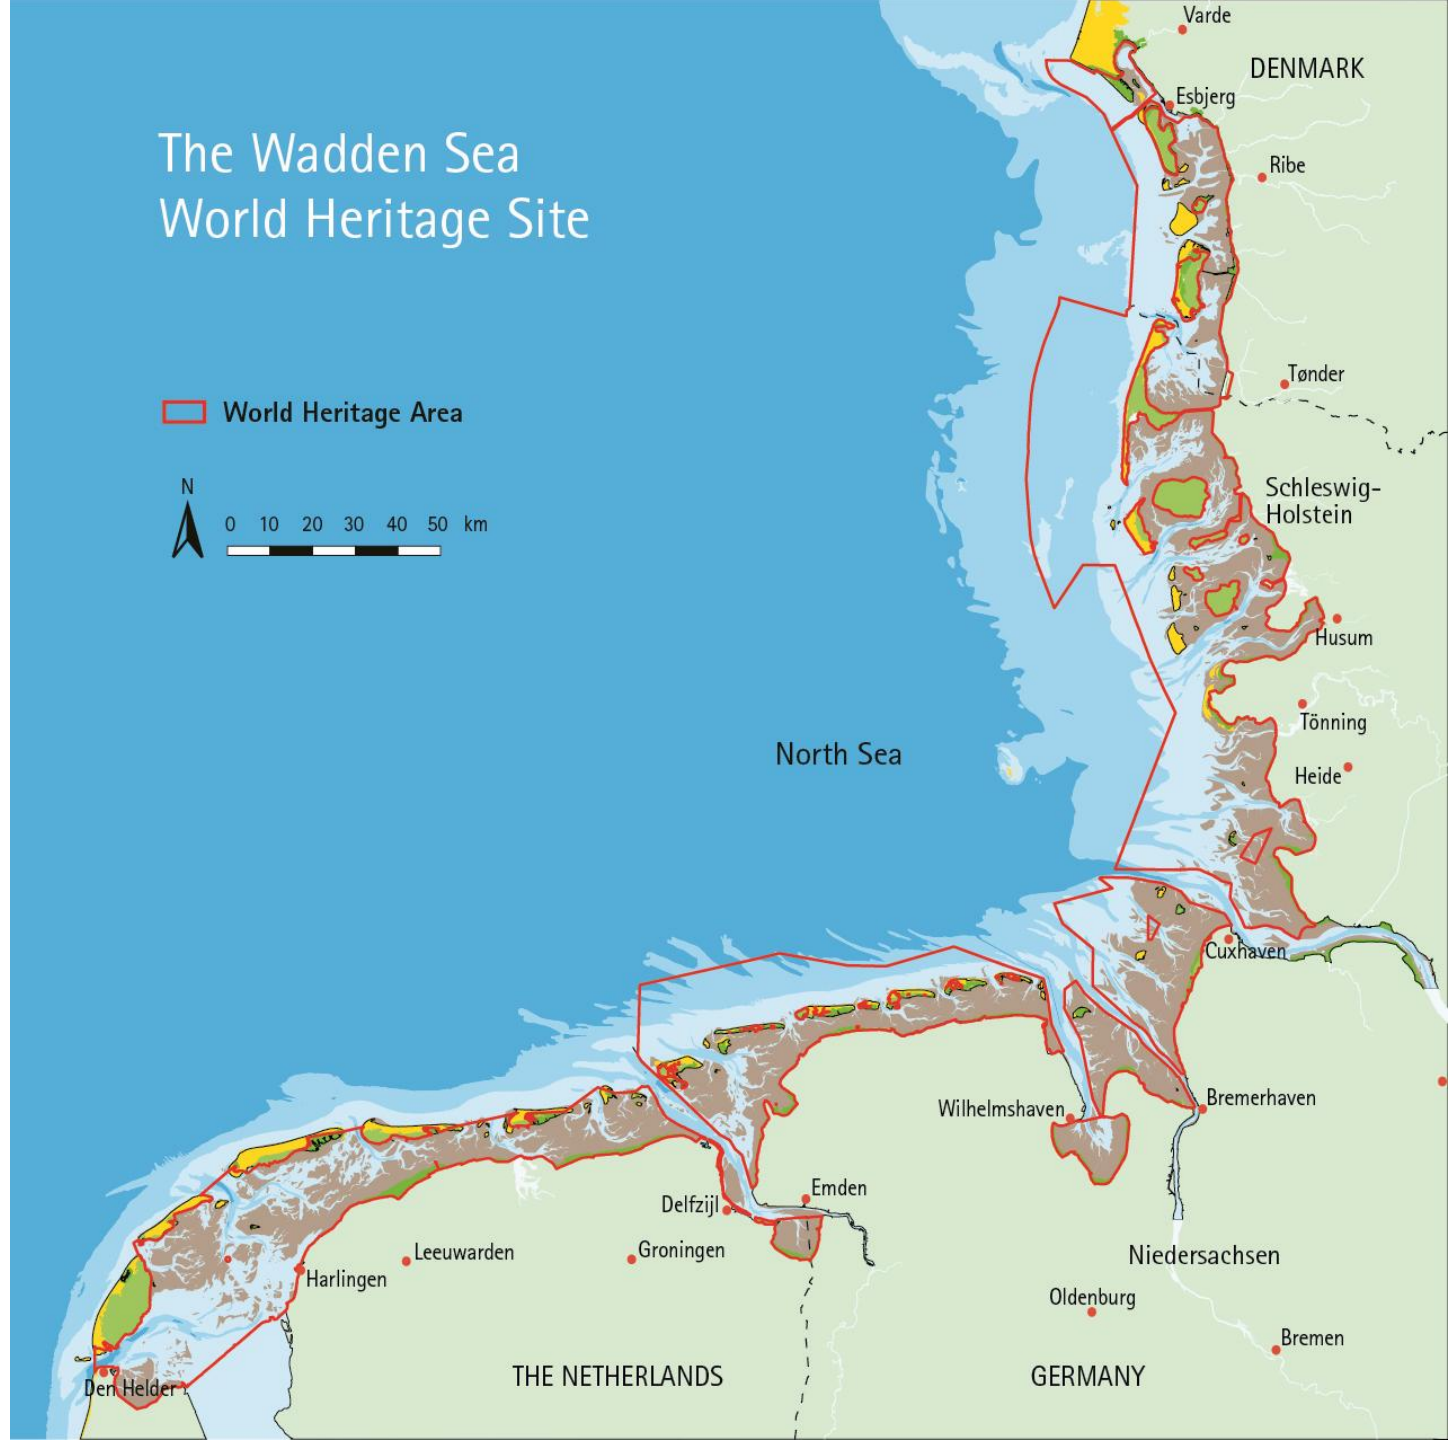 Varde
DENMARK
Esbjerg
The Wadden Sea
World Heritage Site
Ribe
Tønder
World Heritage Area
N
0 10 20 30 40 50 km
Schleswig-
Holstein
Husum
Tönning
North Sea
Heide
Cuxhaven
Bremerhaven
Wilhelmshaven
Emden
Delfzijl
Groningen
Leeuwarden
Harlingen
Niedersachsen
Oldenburg
Bremen
THE NETHERLANDS
GERMANY
Den Helder